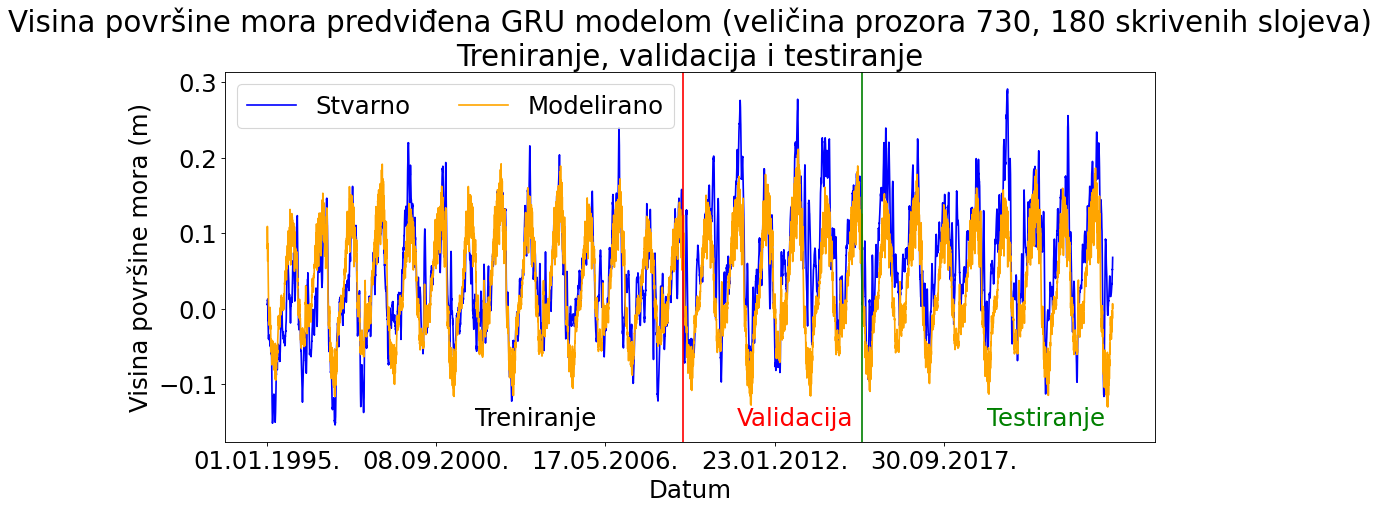 Visina površine mora predviđena GRU modelom (veličina prozora 730, 180 skrivenih slojeva)
Treniranje, validacija i testiranje
Stvarno
Modelirano
Visina površine mora (m)
0.3
0.2
0.1
0.0
−0.1
Treniranje
Validacija
Testiranje
01.01.1995.
08.09.2000.
17.05.2006.
23.01.2012.
30.09.2017.
Datum